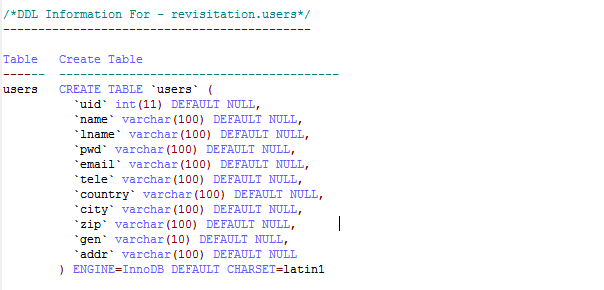 /*DDL Information For - revisitation.users*/
--------------------------------------------
Table   Create Table
------  ----------------------------------------
users   CREATE TABLE `users` (
          `uid` int(11) DEFAULT NULL,
          `name` varchar(100) DEFAULT NULL,
          `lname` varchar(100) DEFAULT NULL,
          `pwd` varchar(100) DEFAULT NULL,
          `email` varchar(100) DEFAULT NULL,
          `tele` varchar(100) DEFAULT NULL,
          `country` varchar(100) DEFAULT NULL,
          `city` varchar(100) DEFAULT NULL,
          `zip` varchar(100) DEFAULT NULL,
          `gen` varchar(10) DEFAULT NULL,
          `addr` varchar(100) DEFAULT NULL
        ) ENGINE=InnoDB DEFAULT CHARSET=latin1